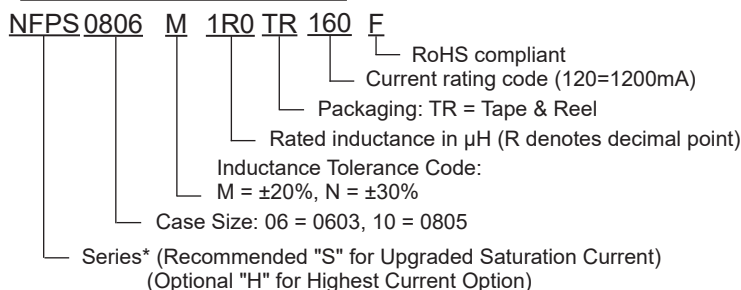 NFPS 0806 M 1R0 TR 160 F
RoHS compliant
Current rating code (120=1200mA)
Packaging: TR = Tape & Reel
Rated inductance in µH (R denotes decimal point)
Inductance Tolerance Code:
M = ±20%, N = ±30%
Case Size: 06 = 0603, 10 = 0805
Series* (Recommended "S" for Upgraded Saturation Current)
(Optional "H" for Highest Current Option)